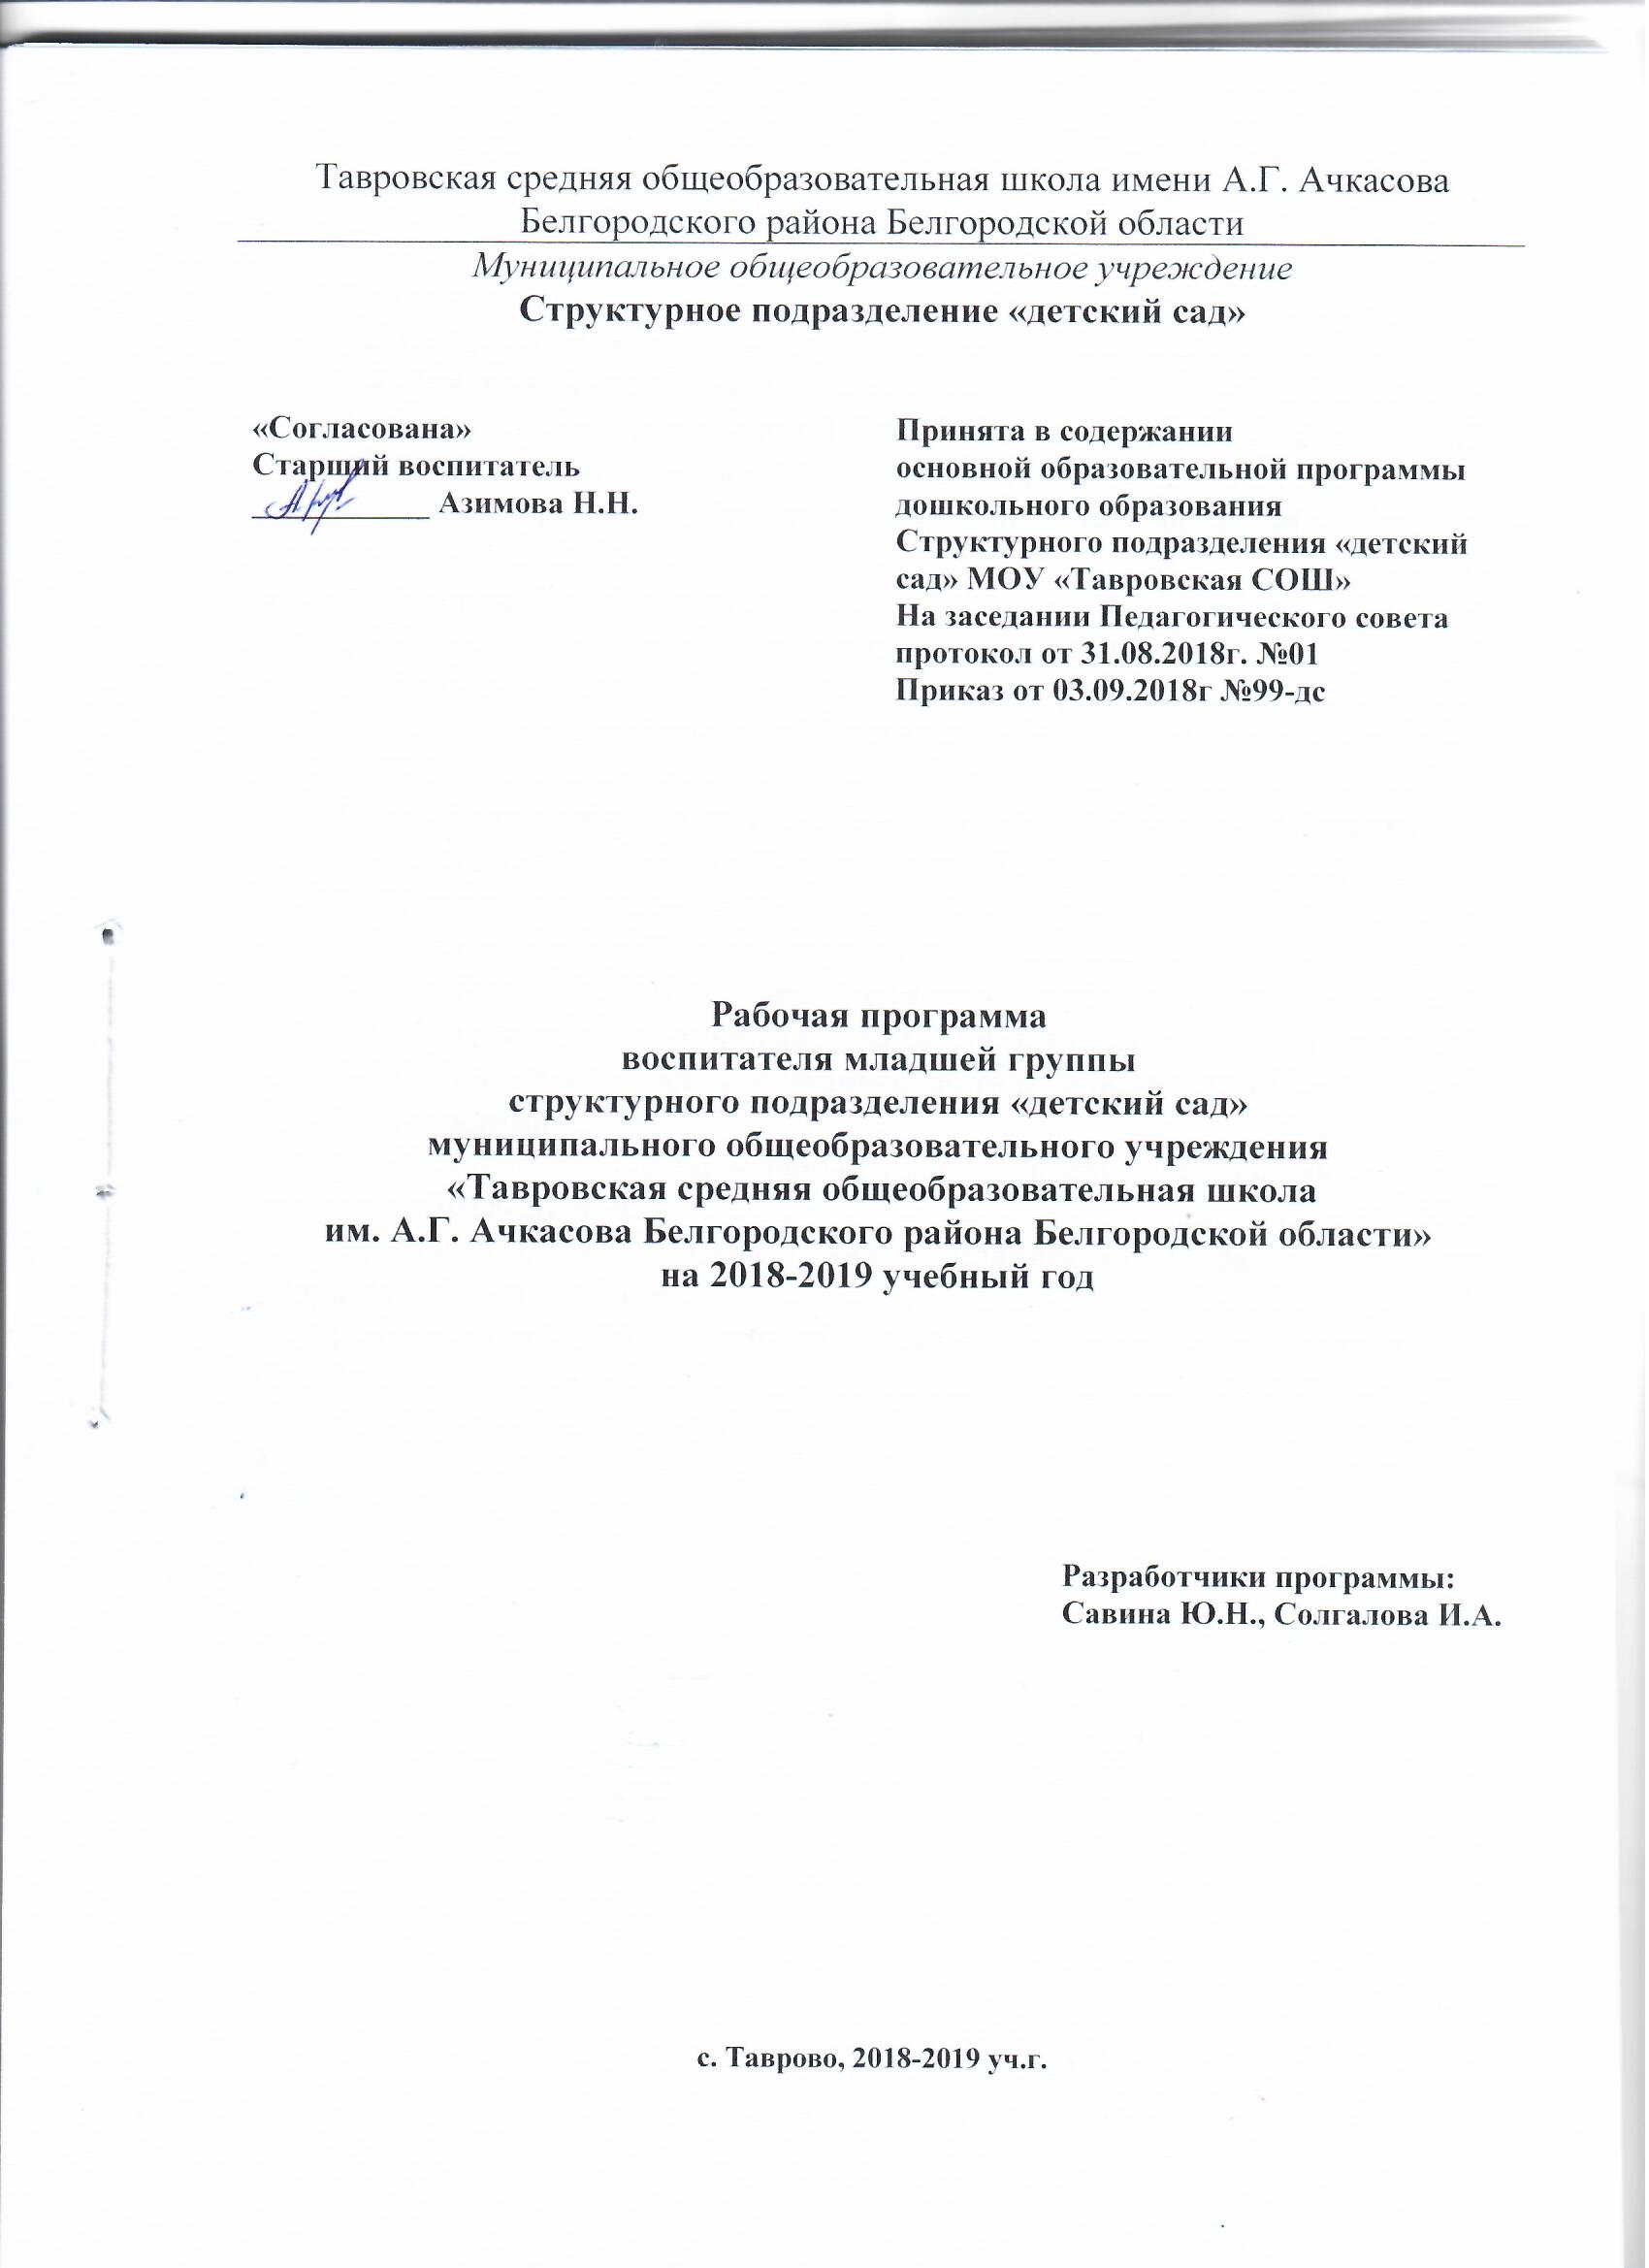 Тавровская средняя общеобразовательная школа имени А.Г. Ачкасова
Белгородского района Белгородской области
Муниципальное общеобразовательное учреждение
Структурное подразделение «детский сад»
«Согласована»
Старший воспитатель
Азимова Н.Н.
Принята в содержании
основной образовательной программы
дошкольного образования
Структурного подразделения «детский
сад» МОУ «Тавровская СОШ»
На заседании Педагогического совета
протокол от 31.08.2018г. №01
Приказ от 03.09.2018г №99-дс
Рабочая программа
воспитателя младшей группы
структурного подразделения «детский сад»
муниципального общеобразовательного учреждения
«Тавровская средняя общеобразовательная школа
им. А.Г. Ачкасова Белгородского района Белгородской области»
на 2018-2019 учебный год
Разработчики программы:
Савина Ю.Н., Солгалова И.А.
с. Таврово, 2018-2019 уч.г.